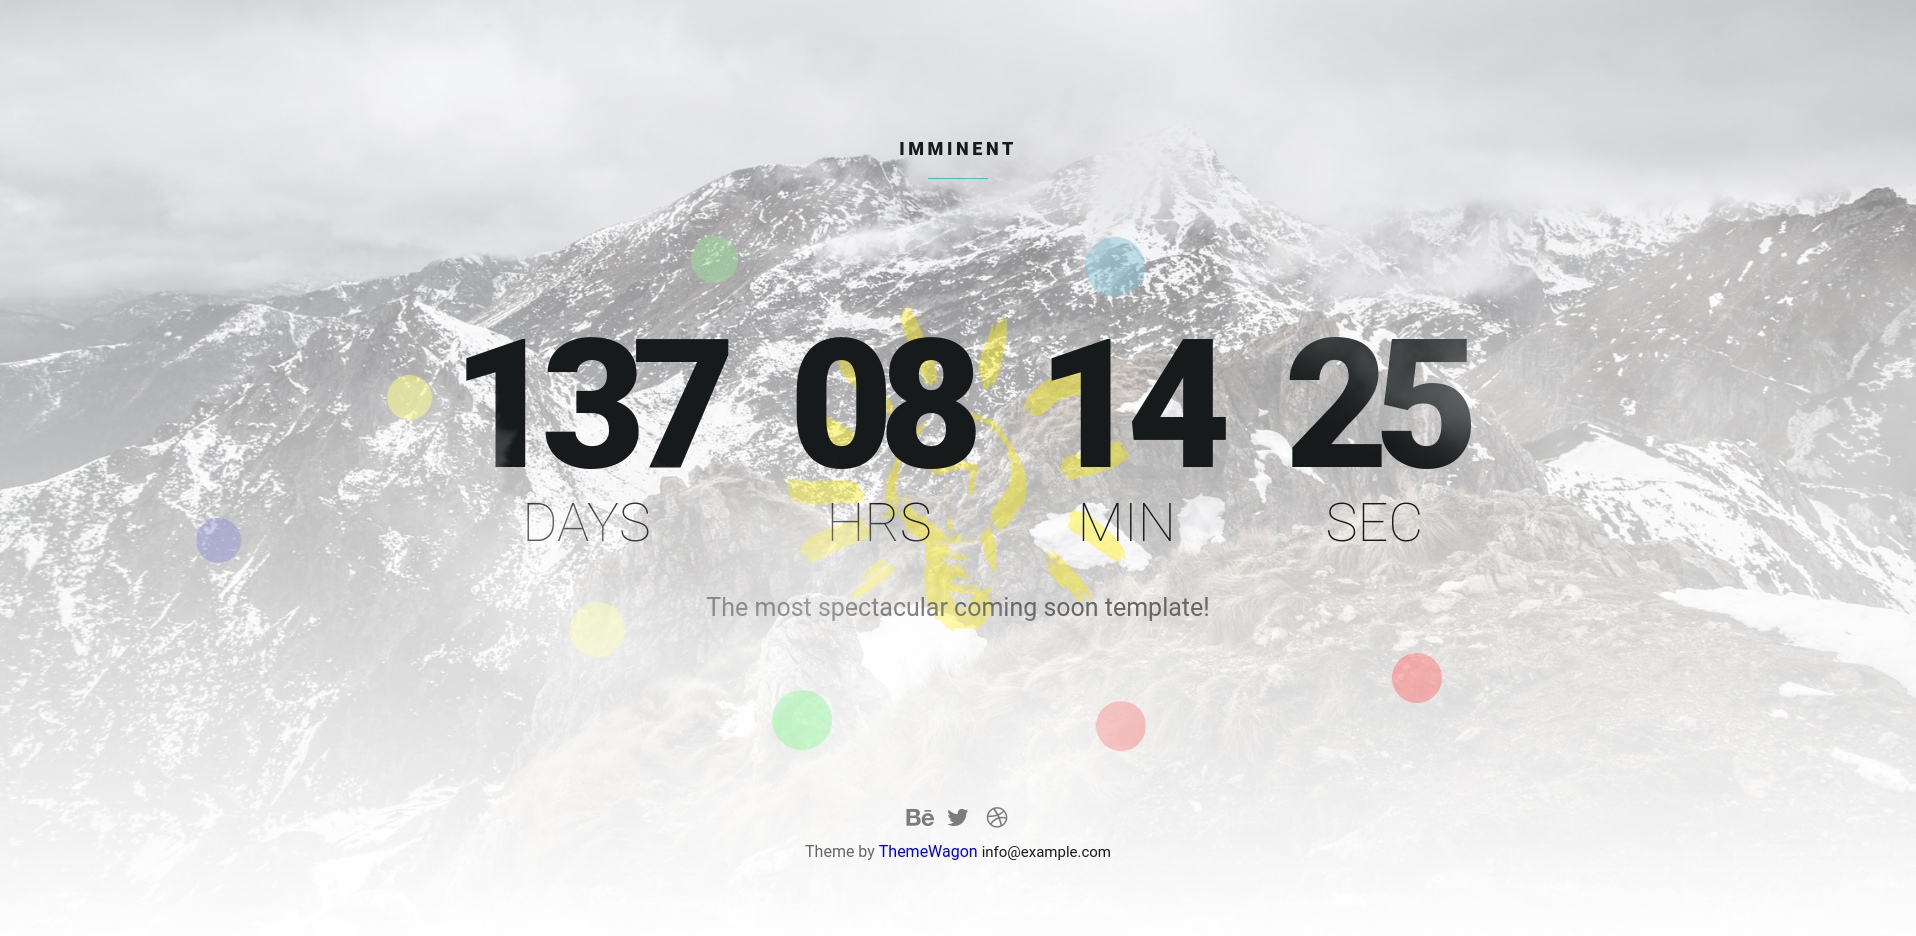 IMMINENT
137 08 14 25
DAYS HRS MIN SEC
The most spectacular coming soon template!
Bē
Theme by ThemeWagon info@example.com